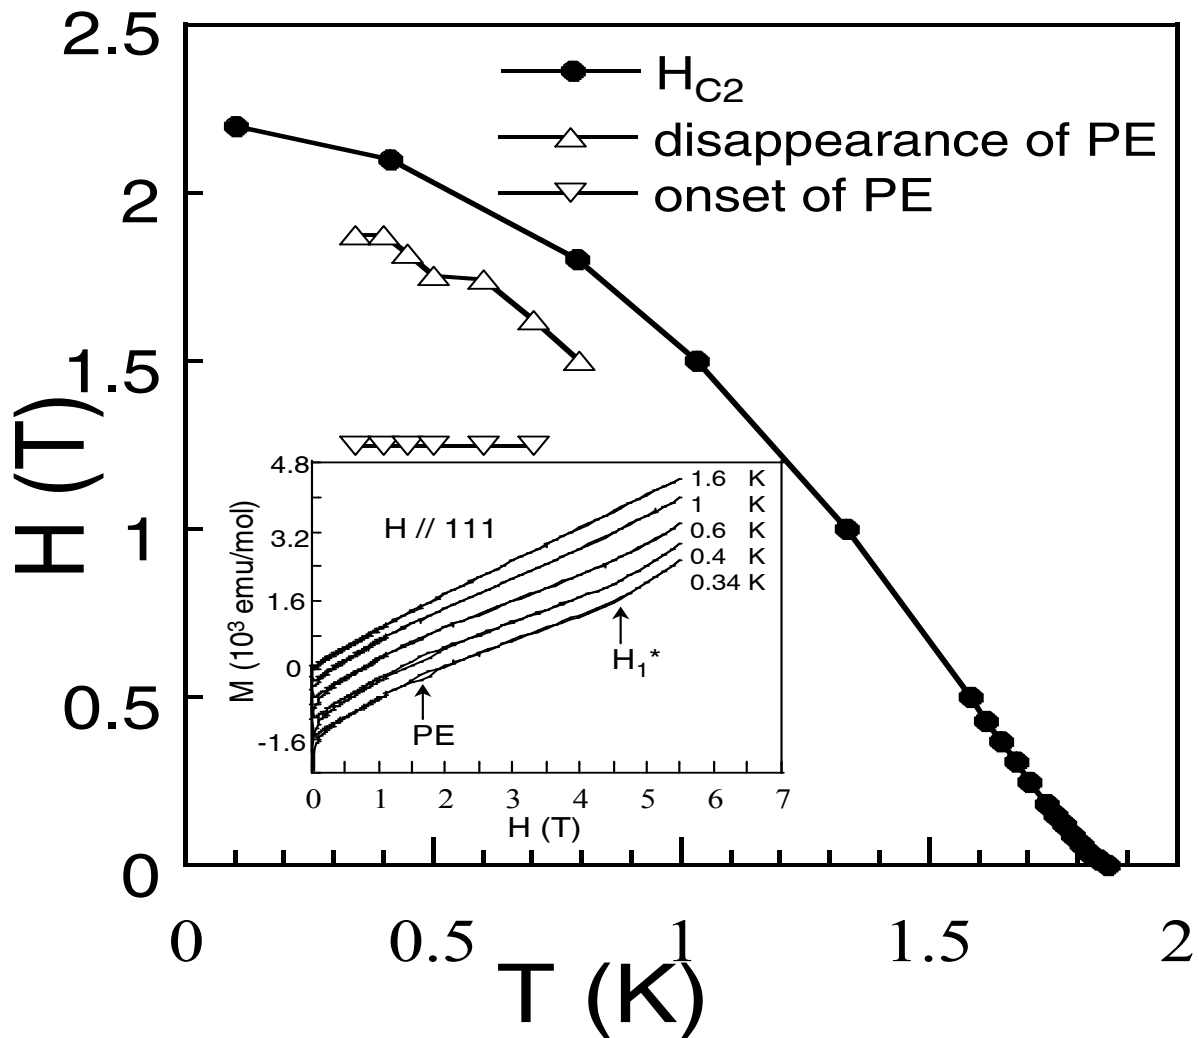 2.5
H_C2
disappearance of PE
onset of PE
2
1.5
H (T)
1
0.5
0
0 0.5 1 1.5 2
T (K)
4.8
3.2
1.6
0
-1.6
M (10³ emu/mol)
H // 111
1.6 K
1 K
0.6 K
0.4 K
0.34 K
H₁*
PE
0 1 2 3 4 5 6 7
H (T)